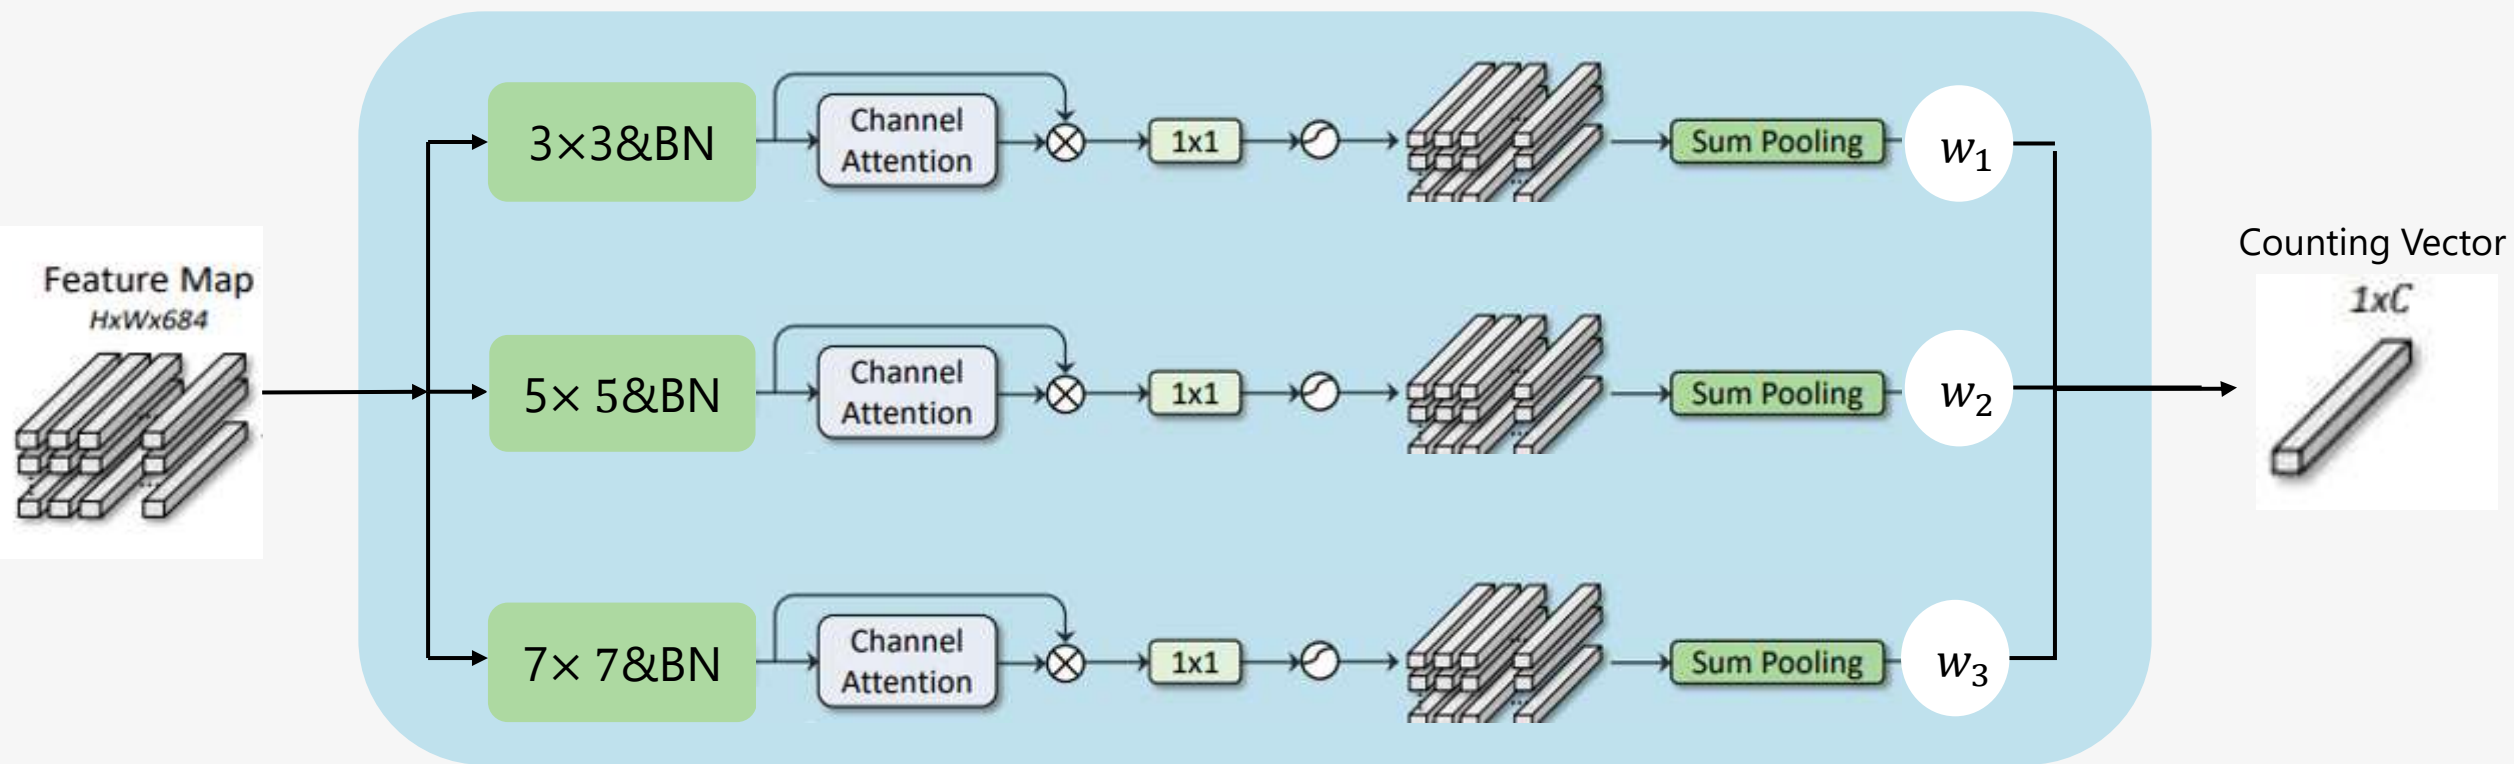 Feature Map
HxWx684
3×3&BN
Channel
Attention
1x1
Sum Pooling
w₁
5× 5&BN
Channel
Attention
1x1
Sum Pooling
w₂
7× 7&BN
Channel
Attention
1x1
Sum Pooling
w₃
Counting Vector
1xC